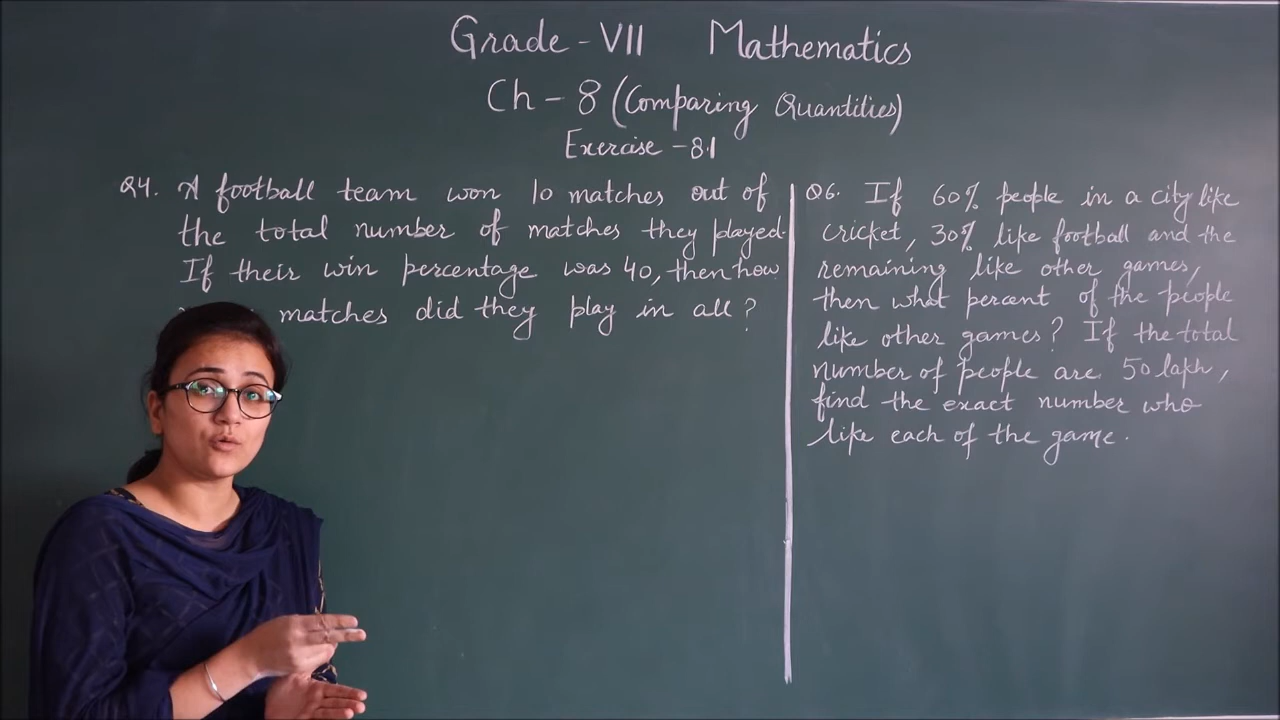 Grade - VII Mathematics
Ch - 8 (Comparing Quantities)
Exercise - 8.1
Q4. A football team won 10 matches out of
the total number of matches they played.
If their win percentage was 40, then how
matches did they play in all?
Q6. If 60% people in a city like
cricket, 30% like football and the
remaining like other games,
then what percent of the people
like other games? If the total
number of people are 50 lakh,
find the exact number who
like each of the game.